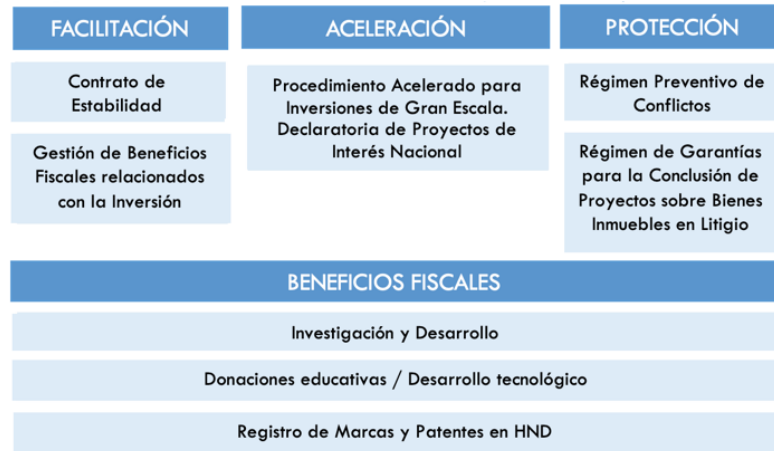 FACILITACIÓN
Contrato de
Estabilidad
Gestión de Beneficios
Fiscales relacionados
con la Inversión
ACELERACIÓN
Procedimiento Acelerado para
Inversiones de Gran Escala.
Declaratoria de Proyectos de
Interés Nacional
PROTECCIÓN
Régimen Preventivo de
Conflictos
Régimen de Garantías
para la Conclusión de
Proyectos sobre Bienes
Inmuebles en Litigio
BENEFICIOS FISCALES
Investigación y Desarrollo
Donaciones educativas / Desarrollo tecnológico
Registro de Marcas y Patentes en HND